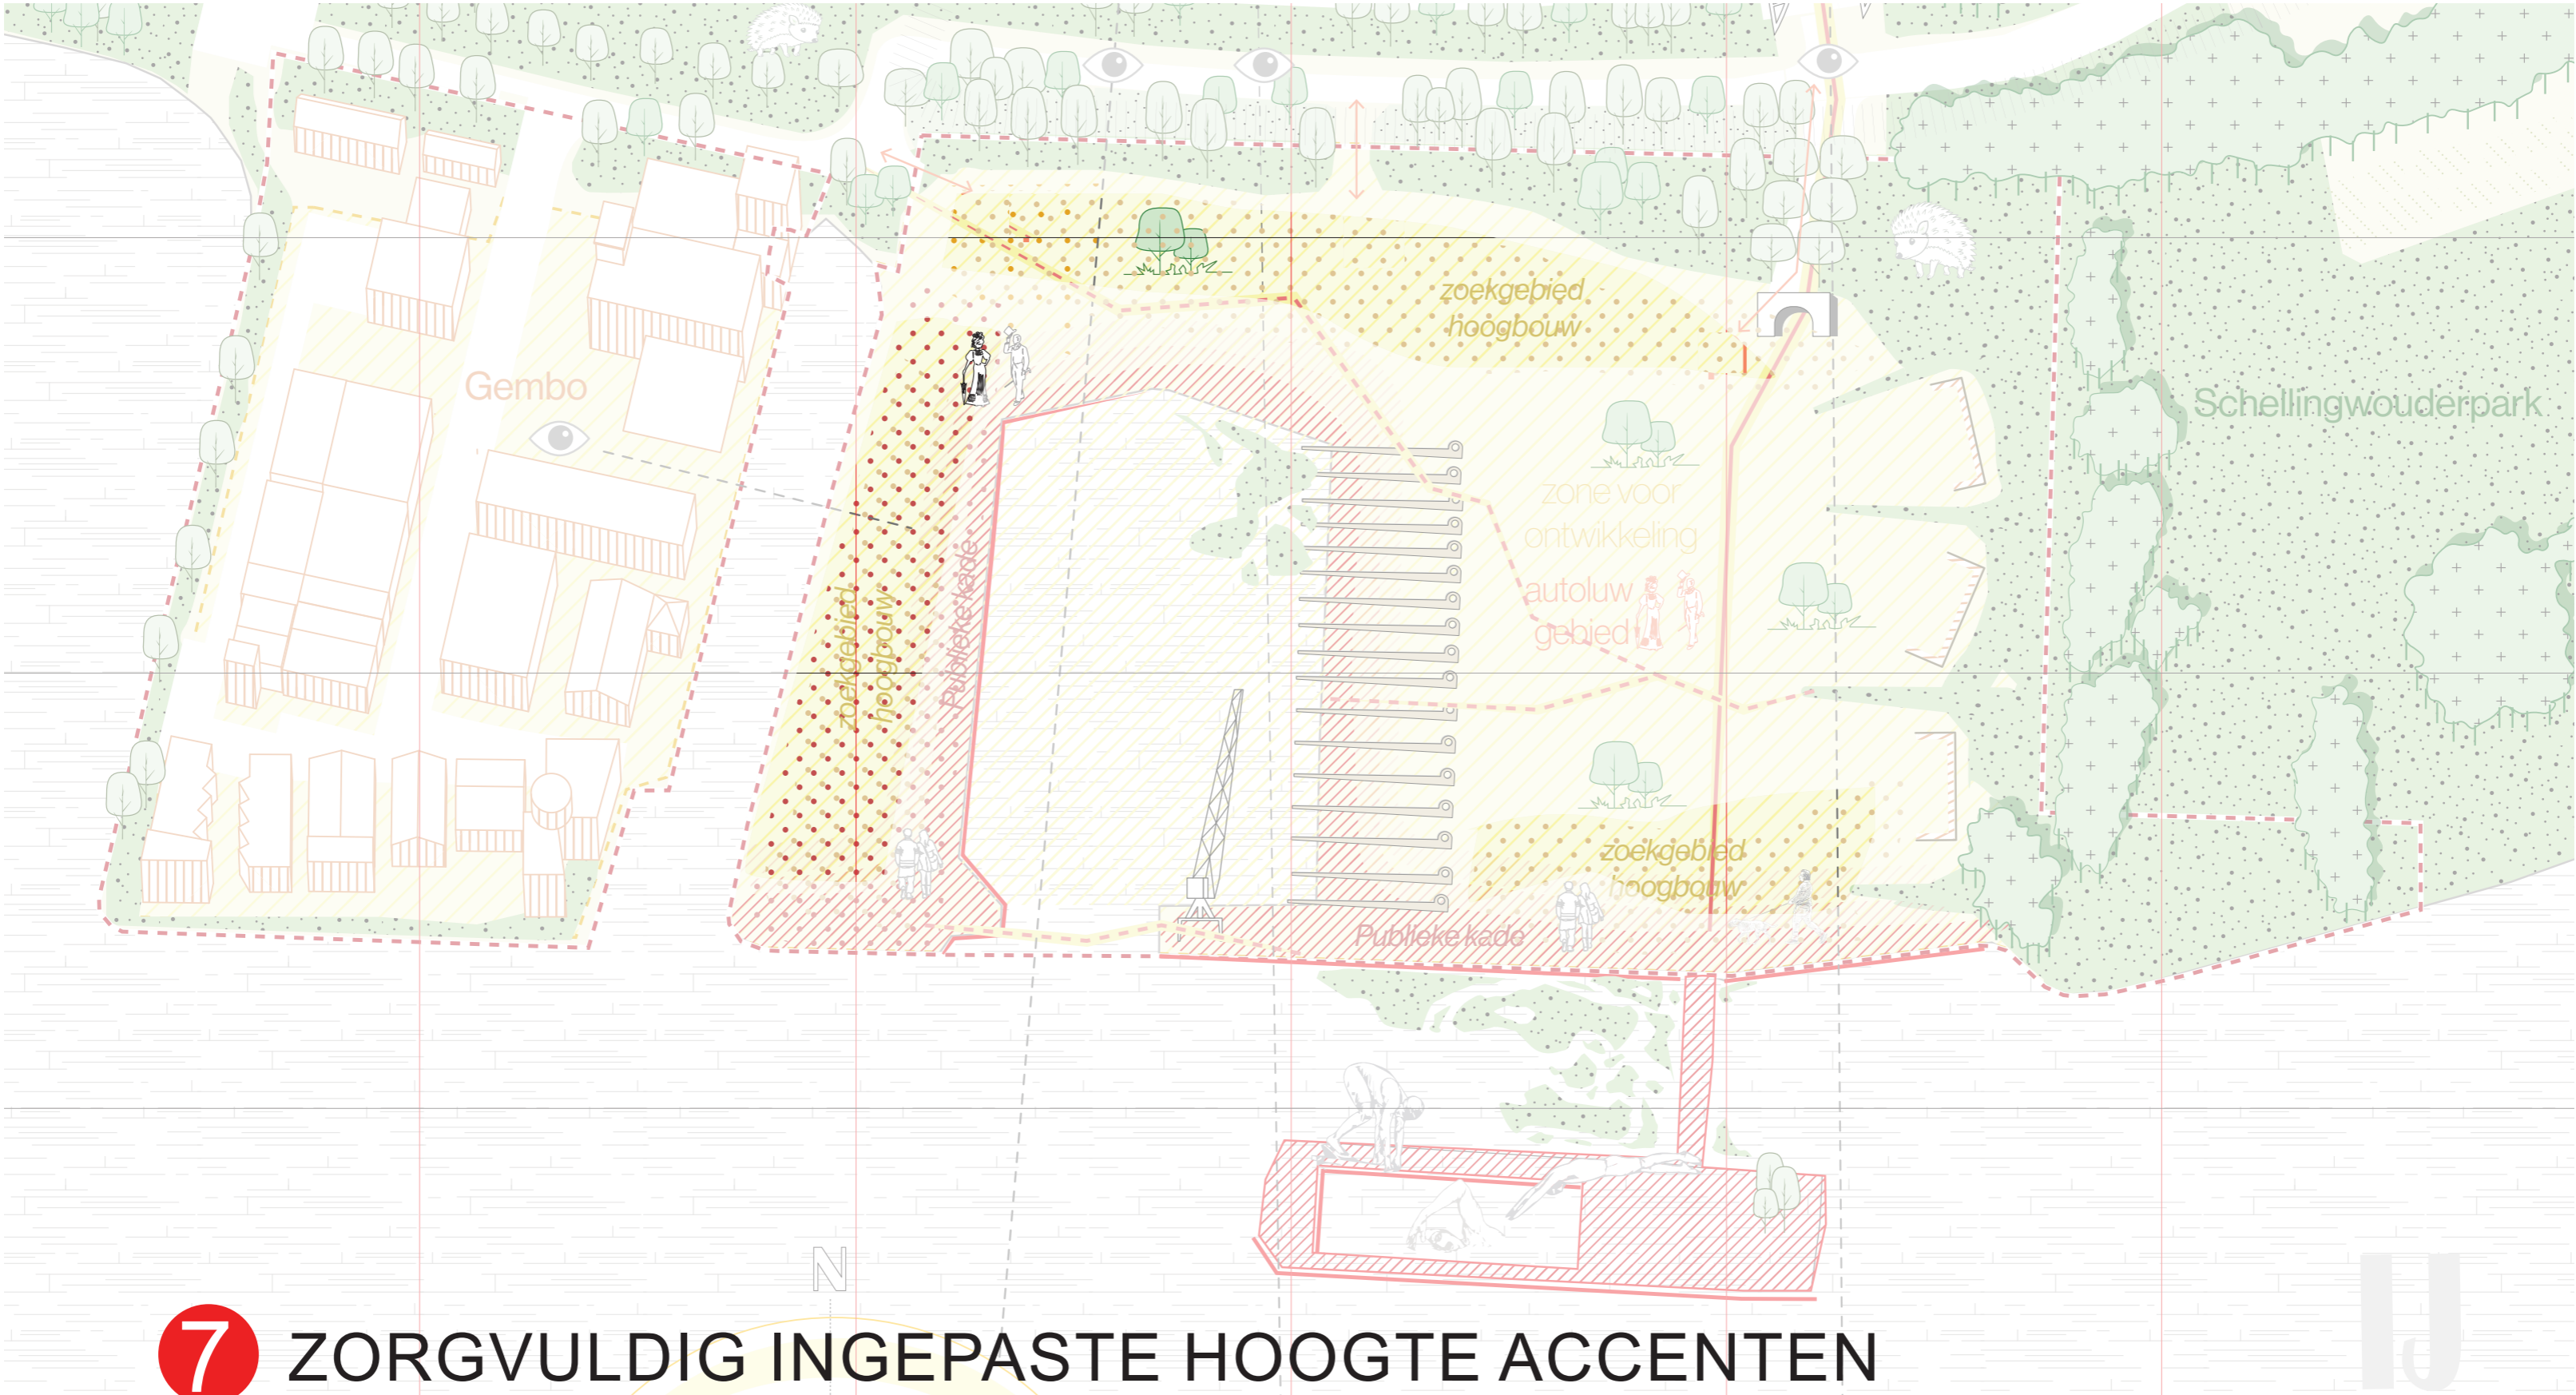 zoekgebied
hoogbouw
Gembo
Schellingwouderpark
zone voor
ontwikkeling
autoluw
gebied
zoekgebied
hoogbouw
Publieke kade
zoekgebied
hoogbouw
Publieke kade
N
IJ
7 ZORGVULDIG INGEPASTE HOOGTE ACCENTEN